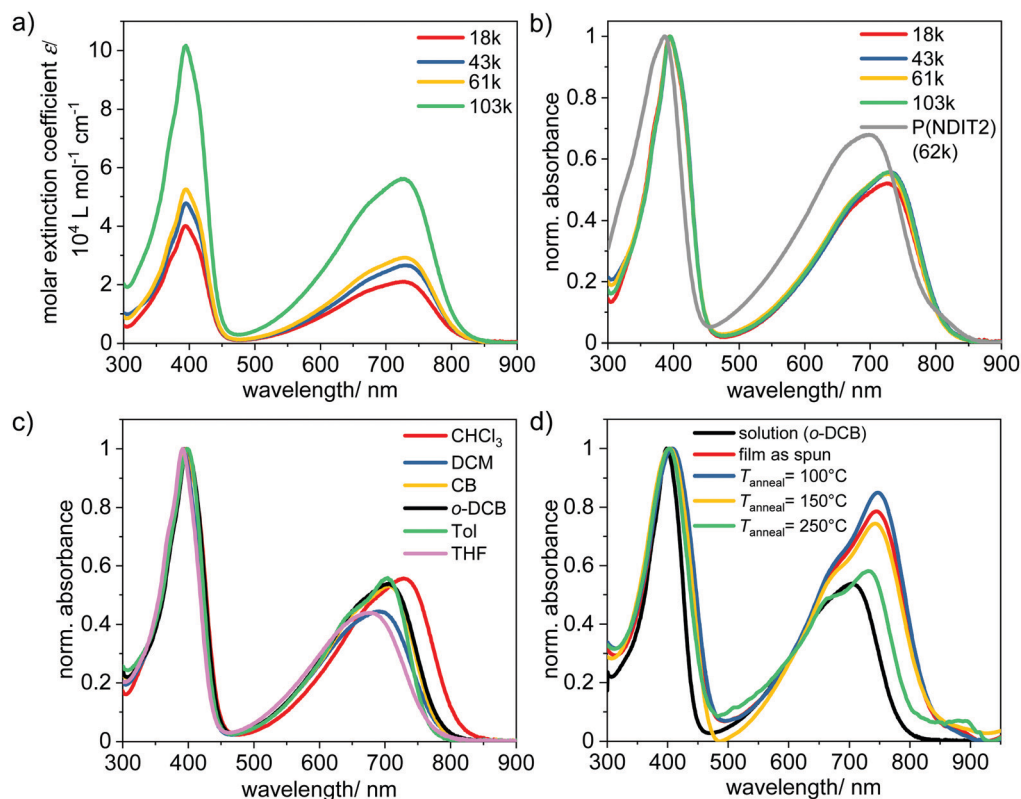 a)
molar extinction coefficient ε/
10⁴ L mol⁻¹ cm⁻¹
10
8
6
4
2
0
300 400 500 600 700 800 900
wavelength/ nm
18k
43k
61k
103k
b)
norm. absorbance
1
0.8
0.6
0.4
0.2
0
300 400 500 600 700 800 900
wavelength/ nm
18k
43k
61k
103k
P(NDIT2)
(62k)
c)
norm. absorbance
1
0.8
0.6
0.4
0.2
0
300 400 500 600 700 800 900
wavelength/ nm
CHCl₃
DCM
CB
o-DCB
Tol
THF
d)
norm. absorbance
1
0.8
0.6
0.4
0.2
0
300 400 500 600 700 800 900
wavelength/ nm
solution (o-DCB)
film as spun
Tanneal= 100°C
Tanneal= 150°C
Tanneal= 250°C